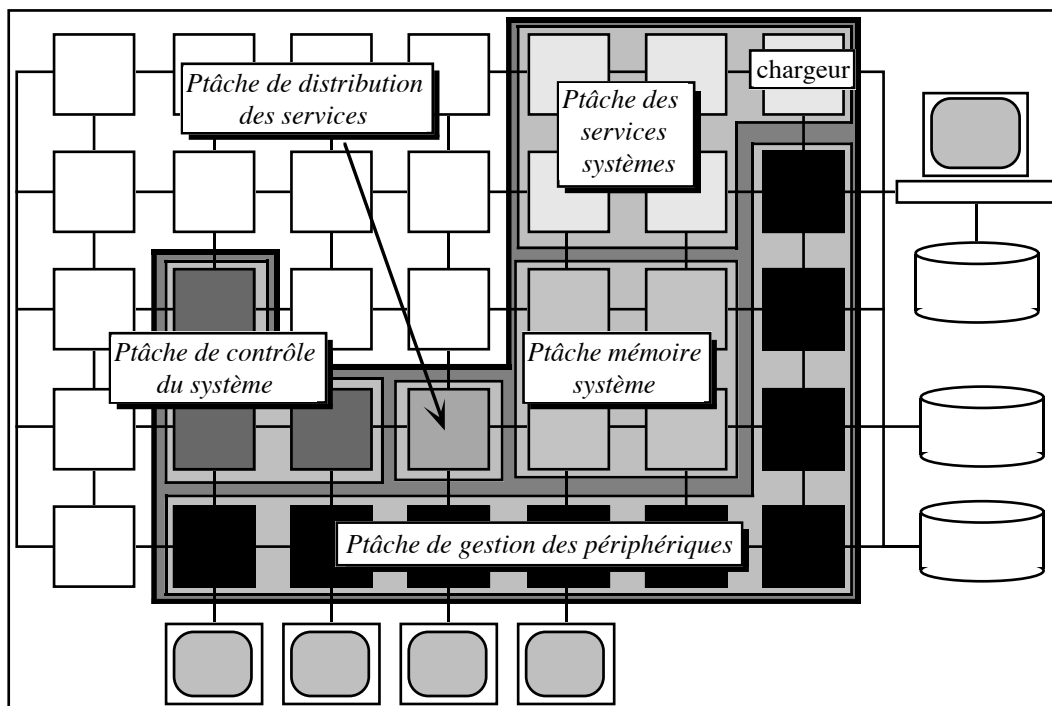 Ptâche de distribution
des services
Ptâche des
services
systèmes
chargeur
Ptâche de contrôle
du système
Ptâche mémoire
système
Ptâche de gestion des périphériques